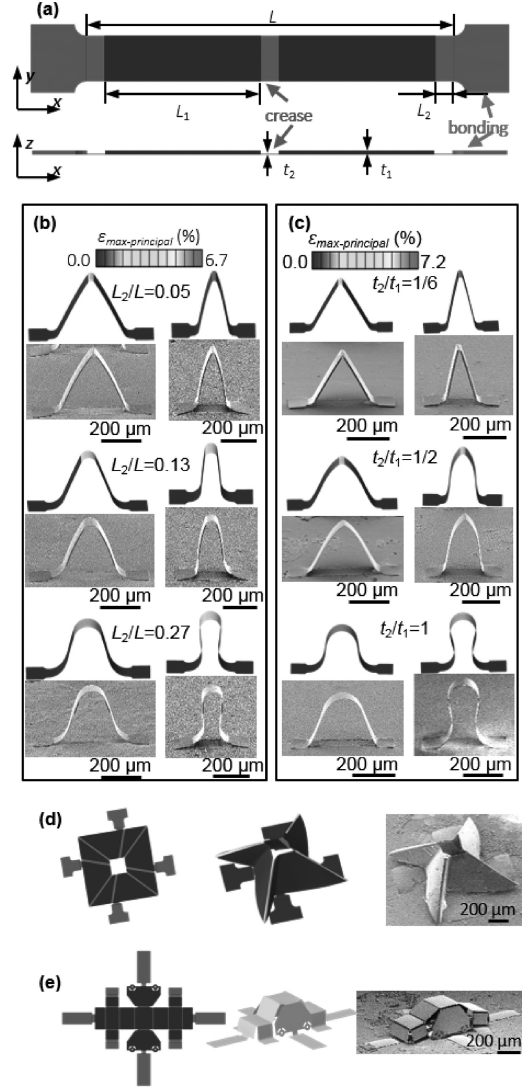 (a)
L
y
x
L1
crease
L2
bonding
z
x
t2
t1
(b)
εmax-principal (%)
0.0 6.7
L2/L=0.05
200 µm 200 µm
L2/L=0.13
200 µm 200 µm
L2/L=0.27
200 µm 200 µm
(c)
εmax-principal (%)
0.0 7.2
t2/t1=1/6
200 µm 200 µm
t2/t1=1/2
200 µm 200 µm
t2/t1=1
200 µm 200 µm
(d)
200 µm
(e)
200 µm